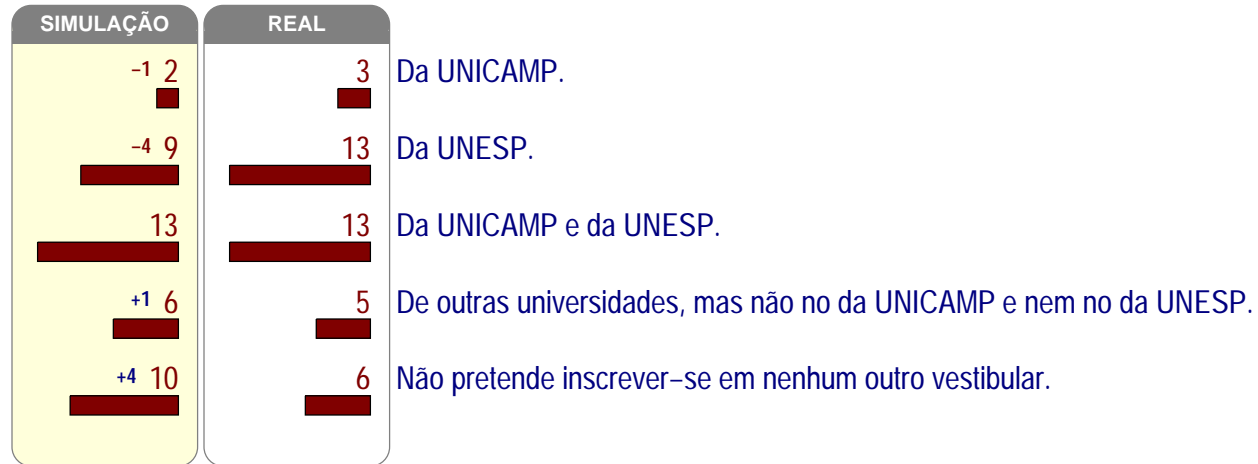 SIMULAÇÃO REAL
−1 2 3 Da UNICAMP.
−4 9 13 Da UNESP.
13 13 Da UNICAMP e da UNESP.
+1 6 5 De outras universidades, mas não no da UNICAMP e nem no da UNESP.
+4 10 6 Não pretende inscrever−se em nenhum outro vestibular.